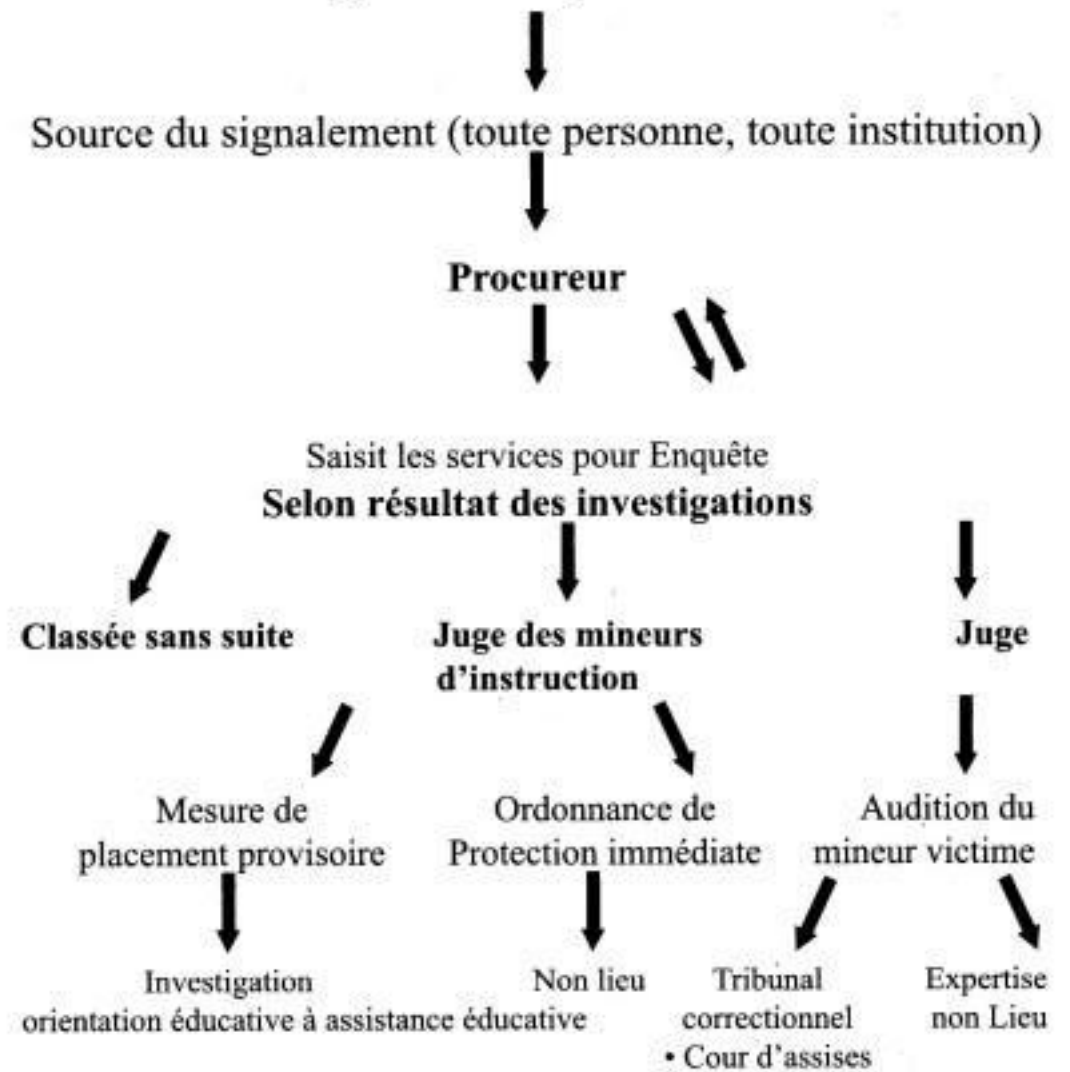 Source du signalement (toute personne, toute institution)
Procureur
Saisit les services pour Enquête
Selon résultat des investigations
Classée sans suite
Juge des mineurs
d'instruction
Juge
Mesure de
placement provisoire
Ordonnance de
Protection immédiate
Audition du
mineur victime
Investigation
orientation éducative à assistance éducative
Non lieu
Tribunal
correctionnel
• Cour d'assises
Expertise
non Lieu